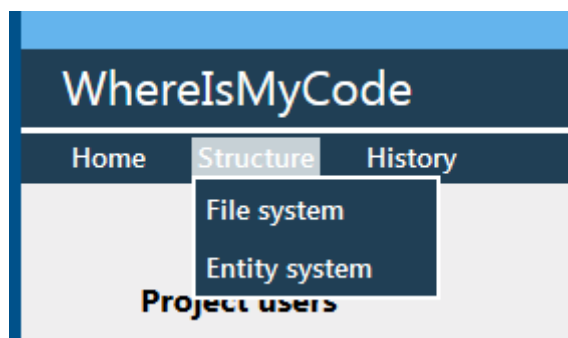 WhereIsMyCode
Home Structure History
File system
Entity system
Project users